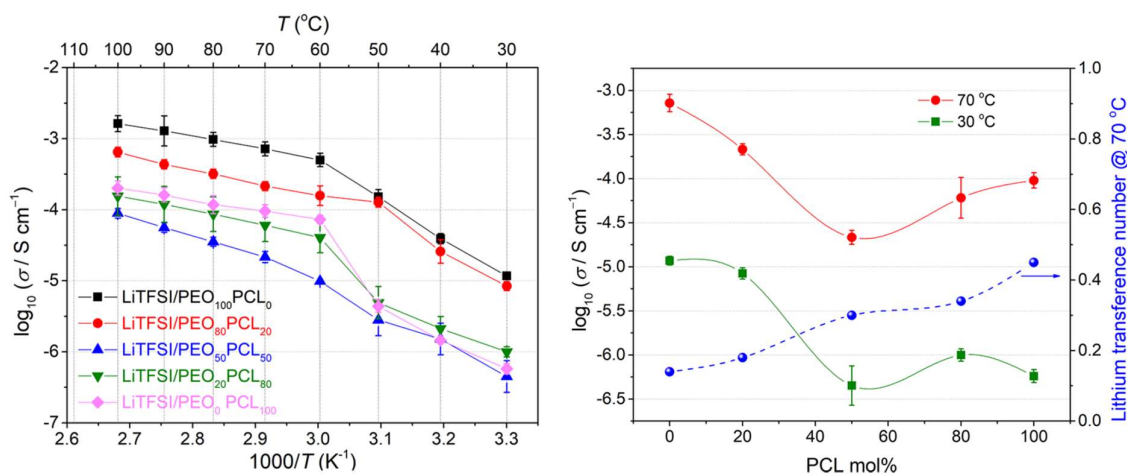 T (°C)
110 100 90 80 70 60 50 40 30
-2
-3
-4
-5
-6
-7
log₁₀ (σ / S cm⁻¹)
LiTFSI/PEO₁₀₀PCL₀
LiTFSI/PEO₈₀PCL₂₀
LiTFSI/PEO₅₀PCL₅₀
LiTFSI/PEO₂₀PCL₈₀
LiTFSI/PEO₀ PCL₁₀₀
2.6 2.7 2.8 2.9 3.0 3.1 3.2 3.3
1000/T (K⁻¹)
-3.0
-3.5
-4.0
-4.5
-5.0
-5.5
-6.0
-6.5
log₁₀ (σ / S cm⁻¹)
70 °C
30 °C
1.0
0.8
0.6
0.4
0.2
0.0
Lithium transference number @ 70 °C
0 20 40 60 80 100
PCL mol%